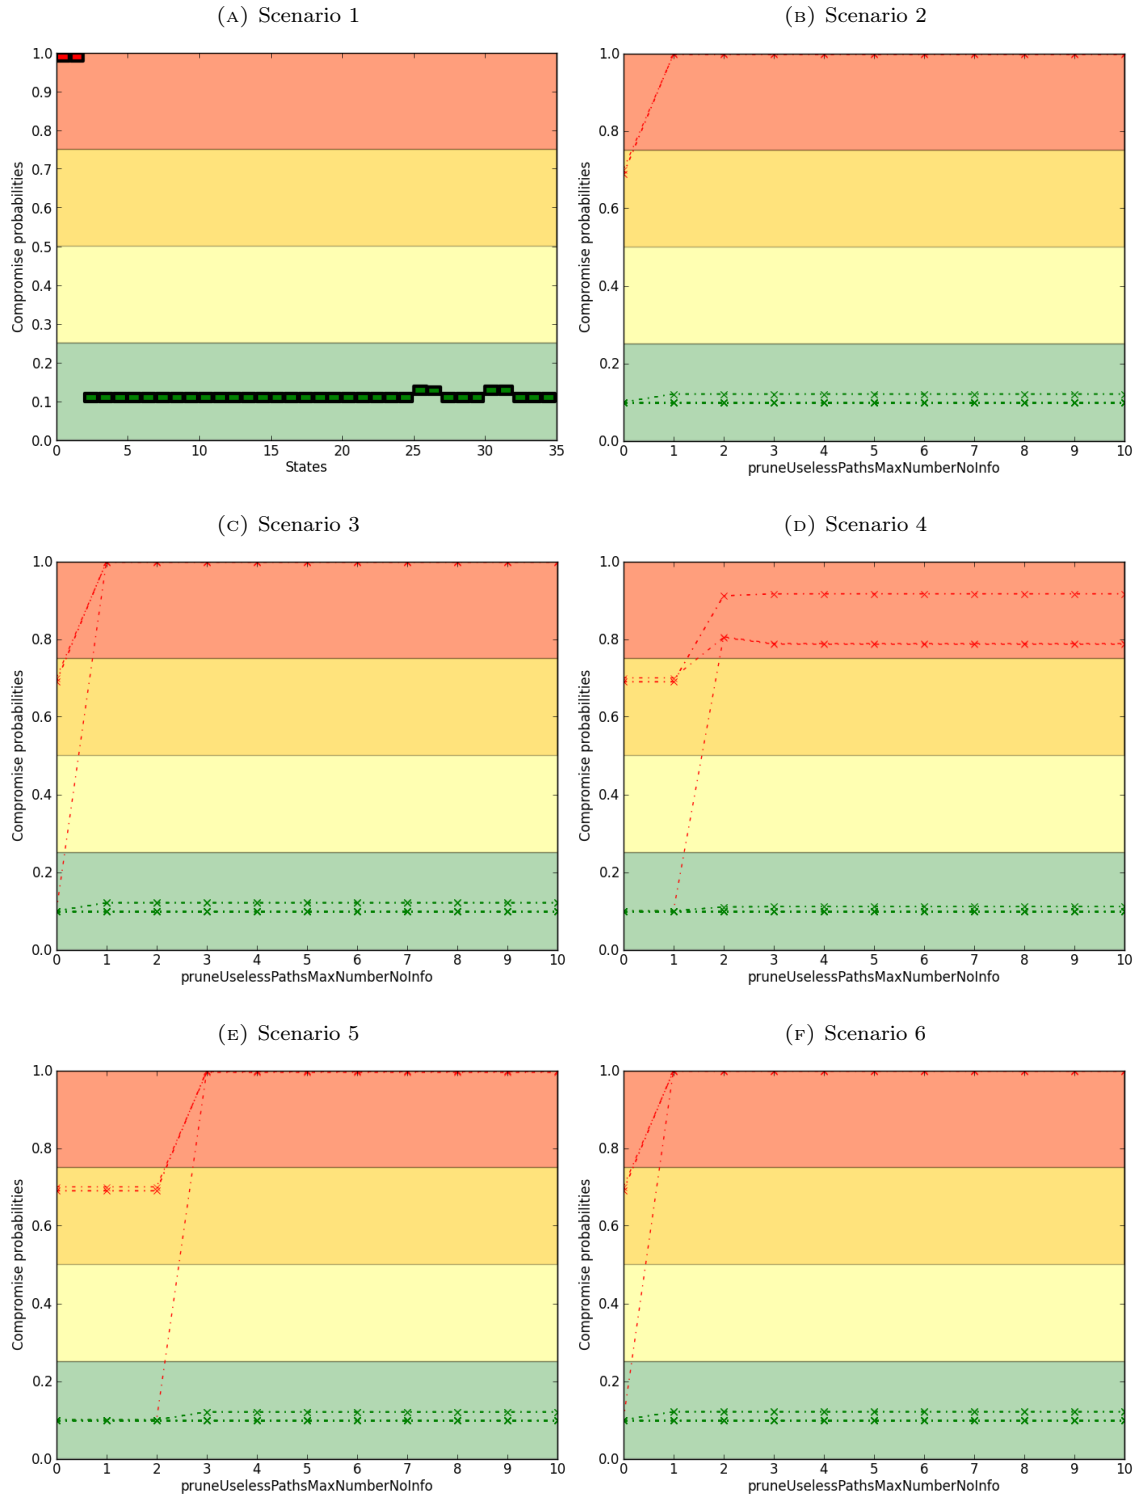 (A) Scenario 1
(B) Scenario 2
1.0
0.9
0.8
0.7
0.6
0.5
0.4
0.3
0.2
0.1
0.0
Compromise probabilities
0 5 10 15 20 25 30 35
States
1.0
0.8
0.6
0.4
0.2
0.0
Compromise probabilities
0 1 2 3 4 5 6 7 8 9 10
pruneUselessPathsMaxNumberNoInfo
(C) Scenario 3
(D) Scenario 4
1.0
0.8
0.6
0.4
0.2
0.0
Compromise probabilities
0 1 2 3 4 5 6 7 8 9 10
pruneUselessPathsMaxNumberNoInfo
1.0
0.8
0.6
0.4
0.2
0.0
Compromise probabilities
0 1 2 3 4 5 6 7 8 9 10
pruneUselessPathsMaxNumberNoInfo
(E) Scenario 5
(F) Scenario 6
1.0
0.8
0.6
0.4
0.2
0.0
Compromise probabilities
0 1 2 3 4 5 6 7 8 9 10
pruneUselessPathsMaxNumberNoInfo
1.0
0.8
0.6
0.4
0.2
0.0
Compromise probabilities
0 1 2 3 4 5 6 7 8 9 10
pruneUselessPathsMaxNumberNoInfo